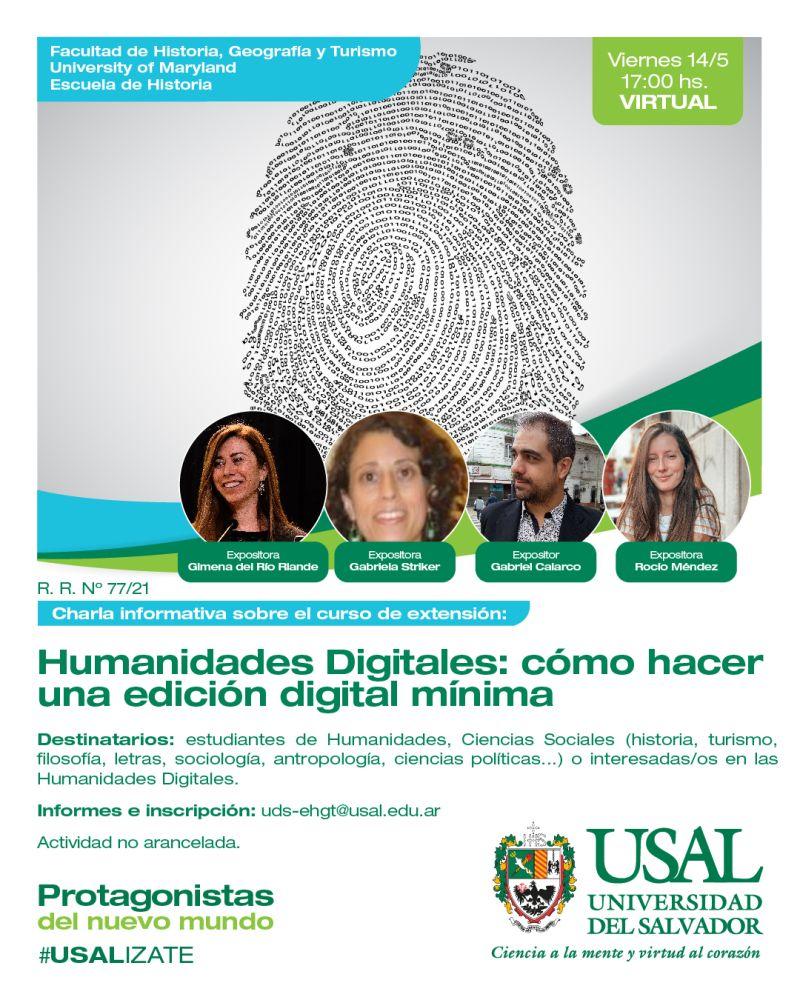 Facultad de Historia, Geografía y Turismo
University of Maryland
Escuela de Historia
Viernes 14/5
17:00 hs.
VIRTUAL
Expositora
Gimena del Río Riande
Expositora
Gabriela Striker
Expositor
Gabriel Calarco
Expositora
Rocío Méndez
R. R. Nº 77/21
Charla informativa sobre el curso de extensión:
Humanidades Digitales: cómo hacer
una edición digital mínima
Destinatarios: estudiantes de Humanidades, Ciencias Sociales (historia, turismo,
filosofía, letras, sociología, antropología, ciencias políticas...) o interesadas/os en las
Humanidades Digitales.
Informes e inscripción: uds-ehgt@usal.edu.ar
Actividad no arancelada.
Protagonistas
del nuevo mundo
#USALIZATE
USAL
UNIVERSIDAD
DEL SALVADOR
Ciencia a la mente y virtud al corazón